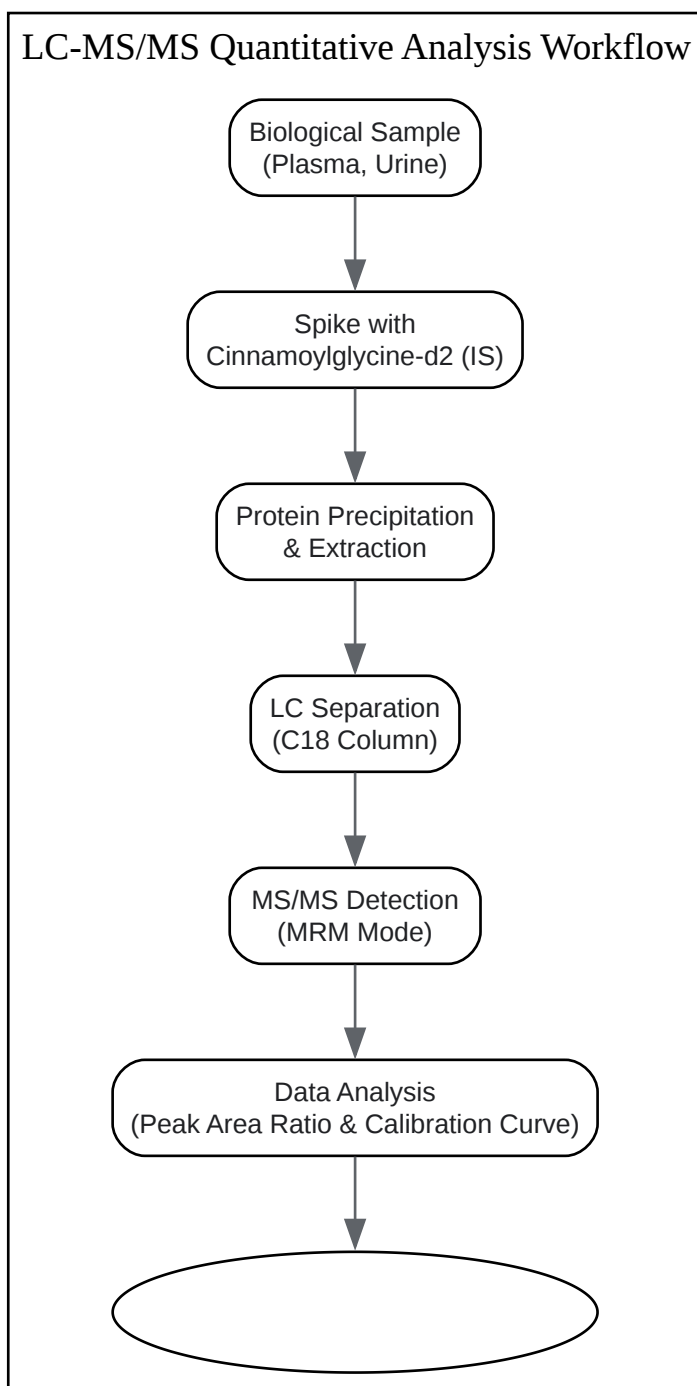 LC-MS/MS Quantitative Analysis Workflow
Biological Sample
(Plasma, Urine)
Spike with
Cinnamoylglycine-d2 (IS)
Protein Precipitation
& Extraction
LC Separation
(C18 Column)
MS/MS Detection
(MRM Mode)
Data Analysis
(Peak Area Ratio & Calibration Curve)